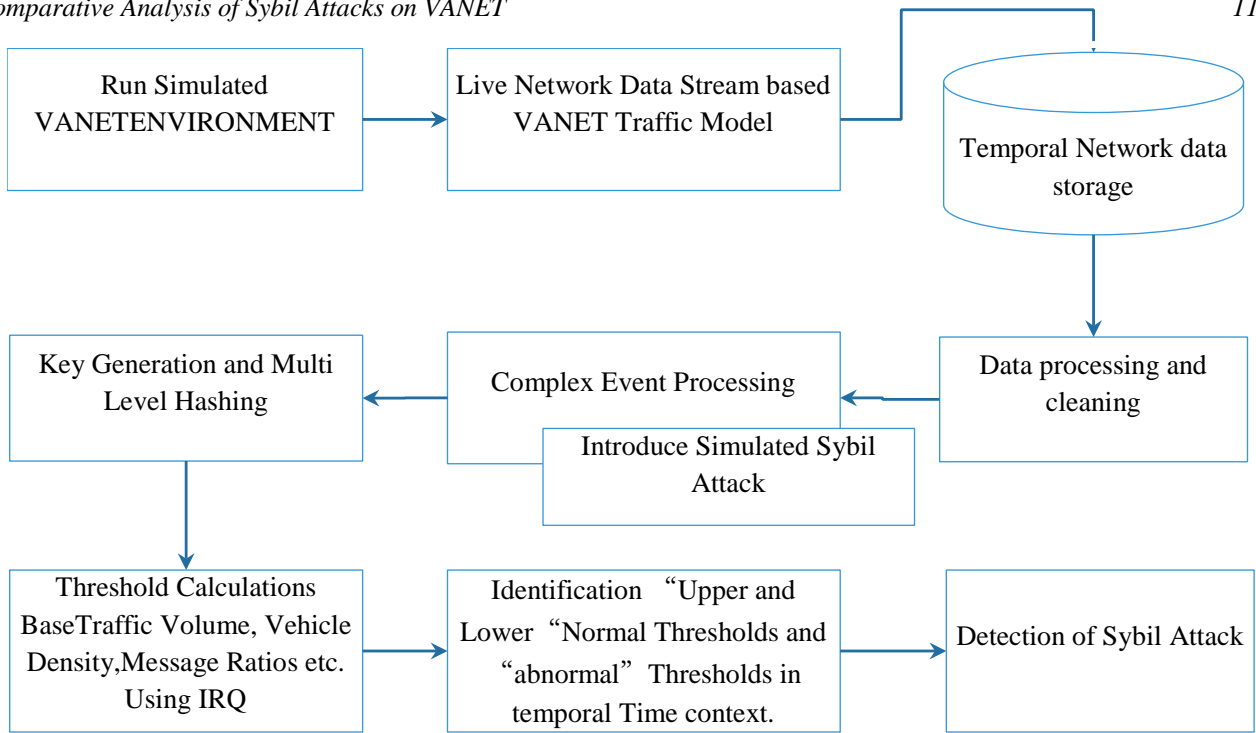 omparative Analysis of Sybil Attacks on VANET 11
Run Simulated
VANETENVIRONMENT
Live Network Data Stream based
VANET Traffic Model
Temporal Network data
storage
Key Generation and Multi
Level Hashing
Complex Event Processing
Introduce Simulated Sybil
Attack
Data processing and
cleaning
Threshold Calculations
BaseTraffic Volume, Vehicle
Density,Message Ratios etc.
Using IRQ
Identification “Upper and
Lower “Normal Thresholds and
“abnormal” Thresholds in
temporal Time context.
Detection of Sybil Attack